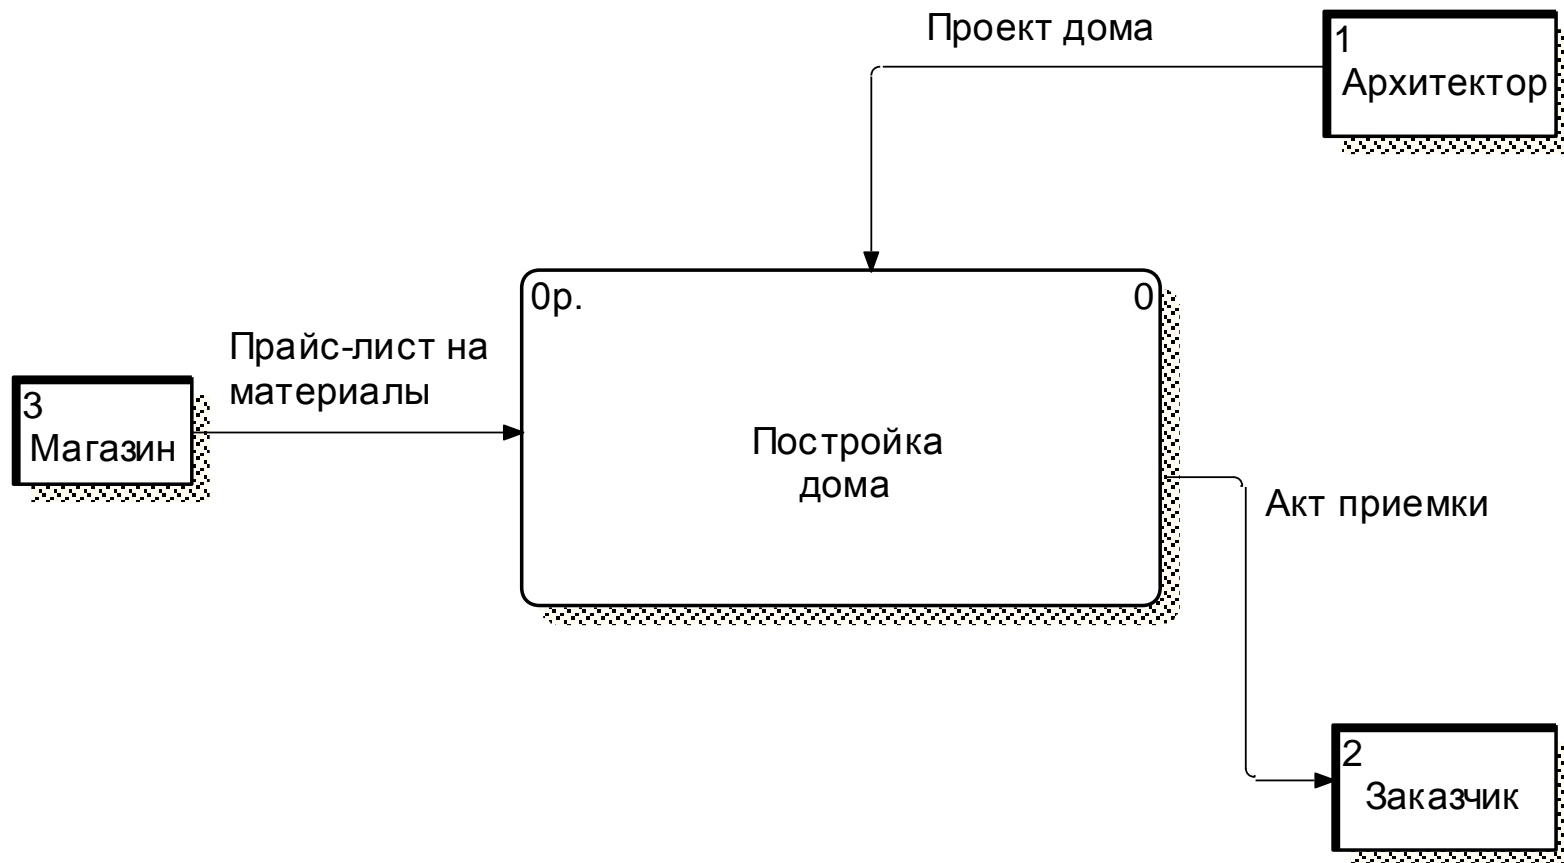 Проект дома
1
Архитектор
0р.
0
Прайс-лист на
материалы
3
Магазин
Постройка
дома
Акт приемки
2
Заказчик